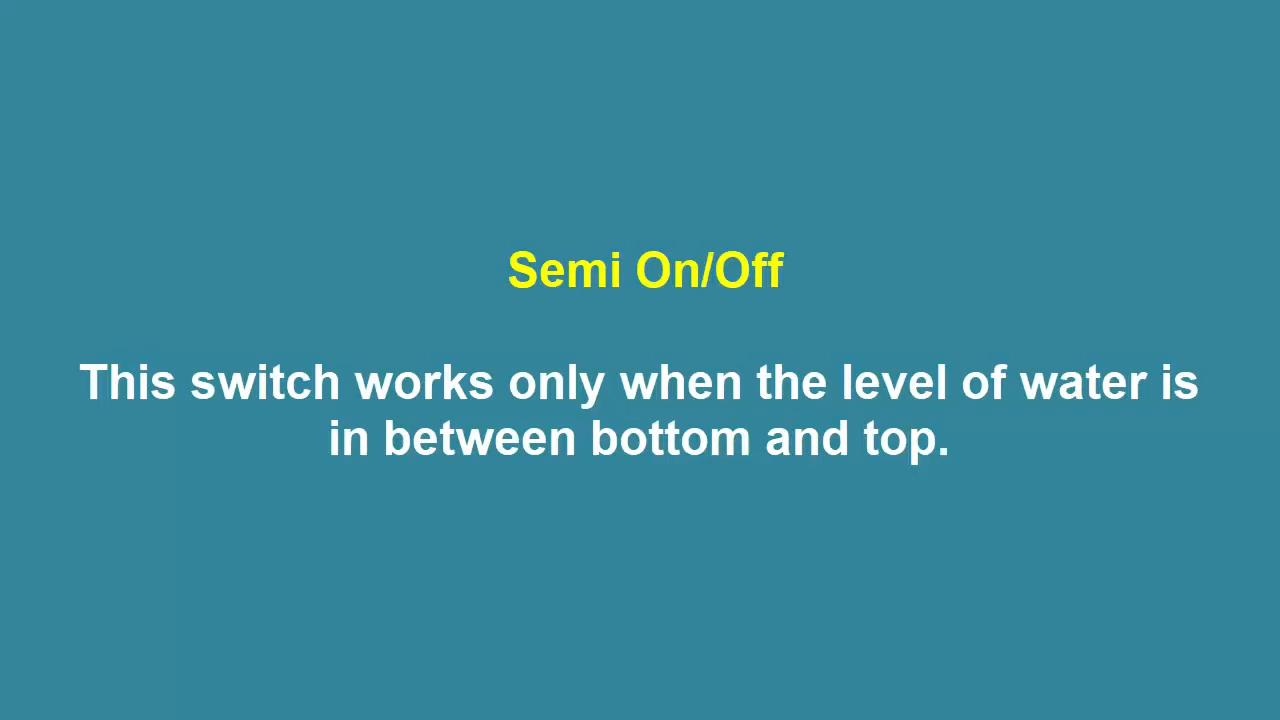 Semi On/Off
This switch works only when the level of water is
in between bottom and top.